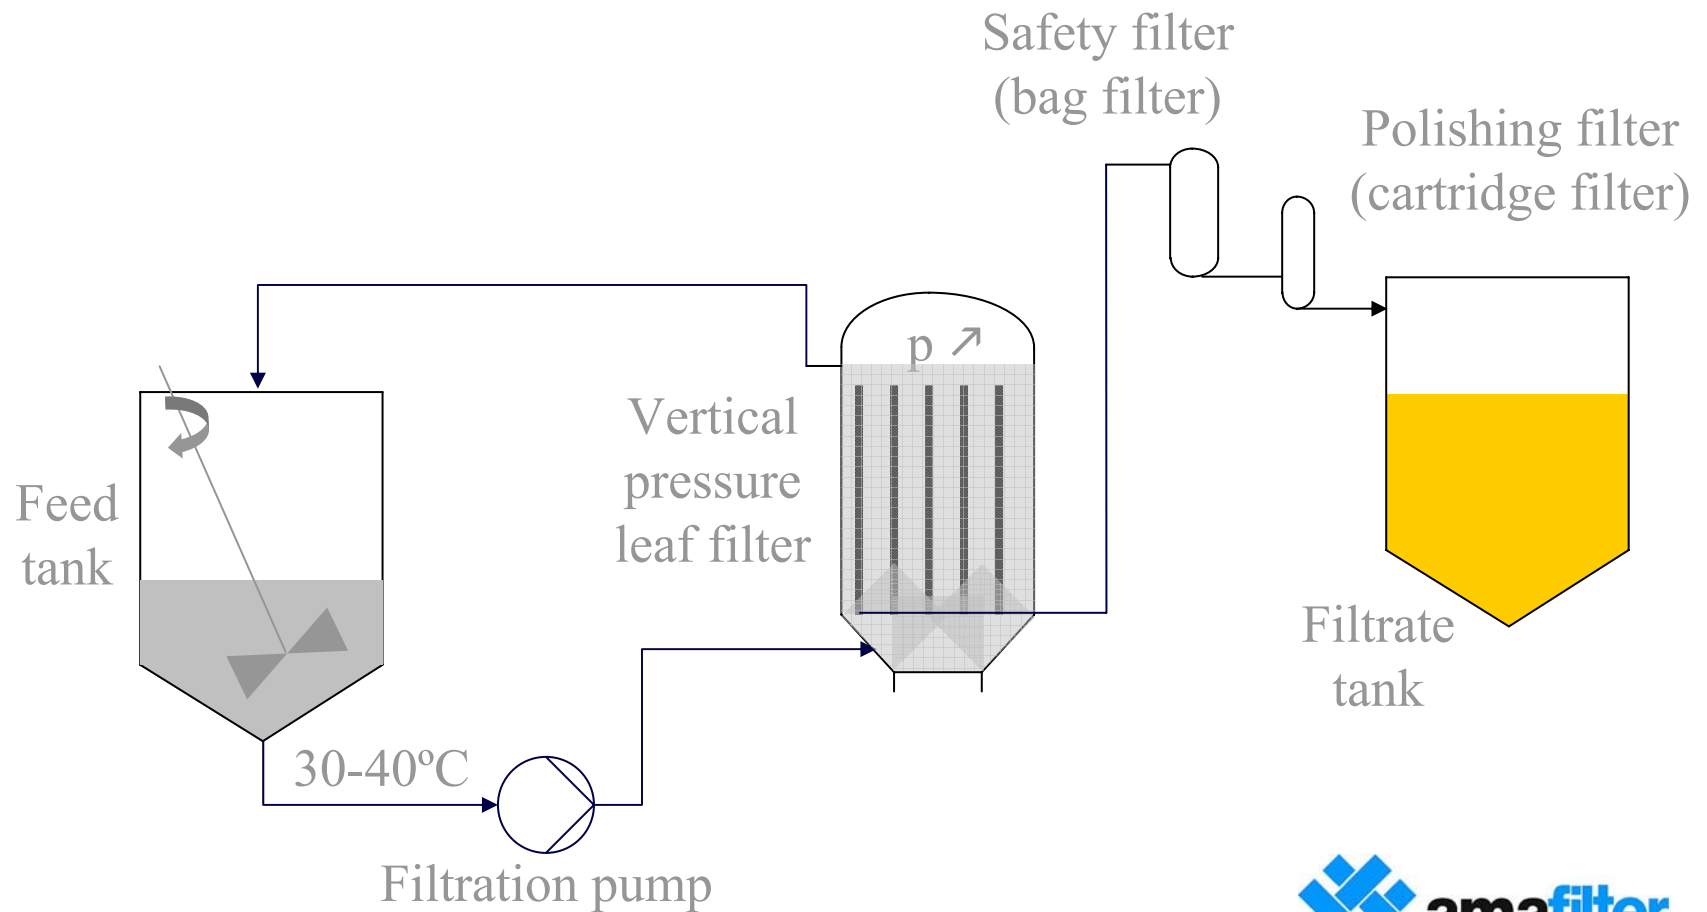 Safety filter
(bag filter)
Polishing filter
(cartridge filter)
p ↗
Vertical
pressure
leaf filter
Feed
tank
Filtrate
tank
30-40ºC
Filtration pump
amafilter